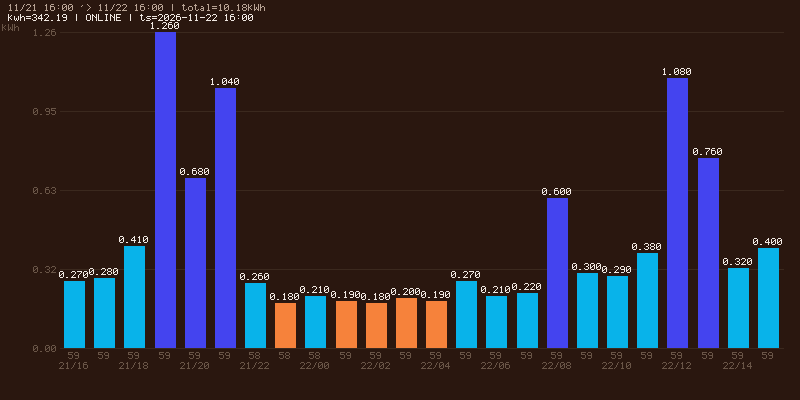 11/21 16:00 -> 11/22 16:00 | total=10.18KWh
Kwh=342.19 | ONLINE | ts=2026-11-22 16:00
KWh
1.26
0.95
0.63
0.32
0.00
0.270 0.280 0.410 1.260 0.680 1.040 0.260 0.180 0.210 0.190 0.180 0.200 0.190 0.270 0.210 0.220 0.600 0.300 0.290 0.380 1.080 0.760 0.320 0.400
59 59 59 59 59 59 58 58 58 59 59 59 59 59 59 59 59 59 59 59 59 59 59 59
21/16 21/18 21/20 21/22 22/00 22/02 22/04 22/06 22/08 22/10 22/12 22/14